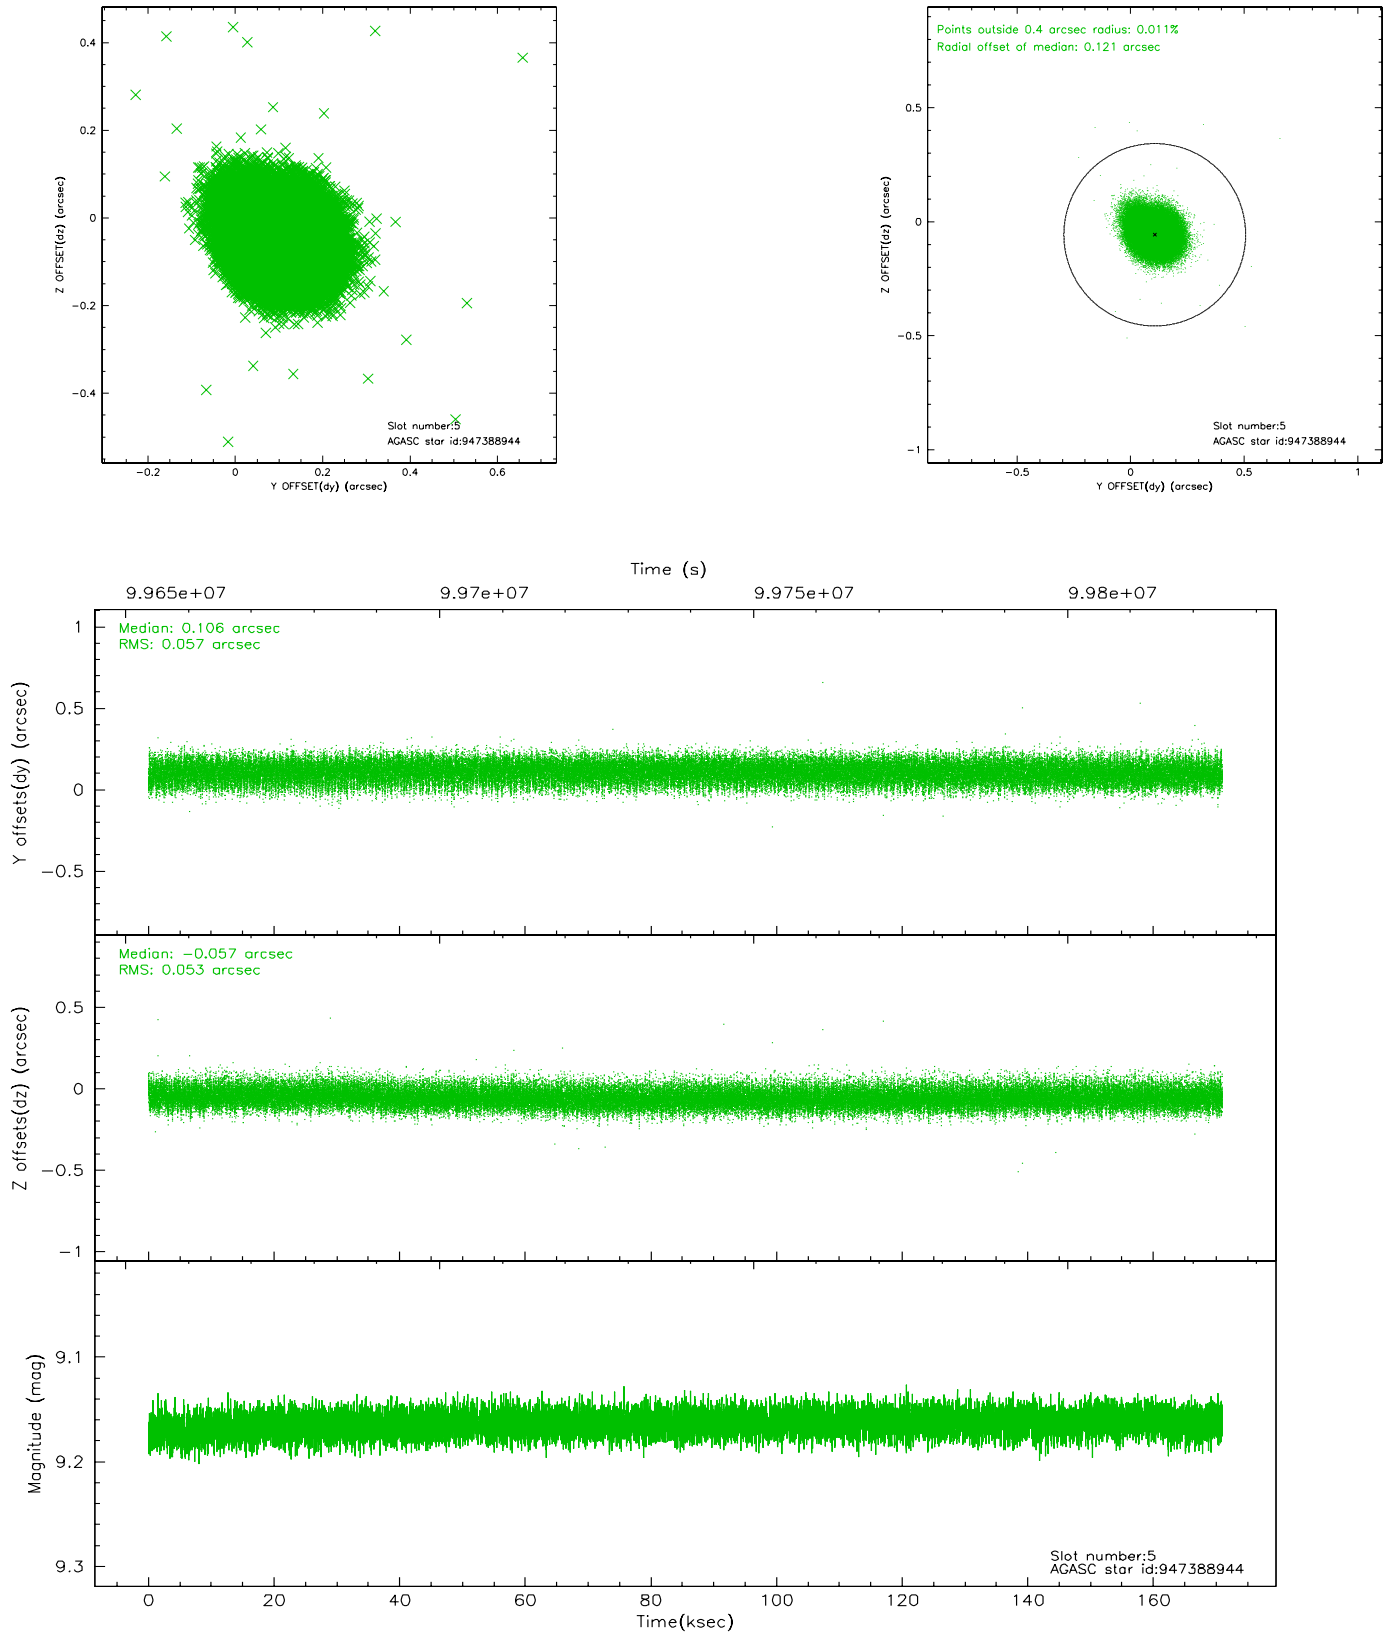 0.4
0.2
0
−0.2
−0.4
−0.2
0
0.2
0.4
0.6
Z OFFSET(dz) (arcsec)
Y OFFSET(dy) (arcsec)
Slot number:5
AGASC star id:947388944
Points outside 0.4 arcsec radius: 0.011%
Radial offset of median: 0.121 arcsec
0.5
0
−0.5
−1
−0.5
0
0.5
1
Z OFFSET(dz) (arcsec)
Y OFFSET(dy) (arcsec)
Slot number:5
AGASC star id:947388944
Time (s)
9.965e+07
9.97e+07
9.975e+07
9.98e+07
Median: 0.106 arcsec
RMS: 0.057 arcsec
1
0.5
0
−0.5
Y offsets(dy) (arcsec)
Median: −0.057 arcsec
RMS: 0.053 arcsec
0.5
0
−0.5
−1
Z offsets(dz) (arcsec)
9.1
9.2
9.3
Magnitude (mag)
Slot number:5
AGASC star id:947388944
0
20
40
60
80
100
120
140
160
Time(ksec)